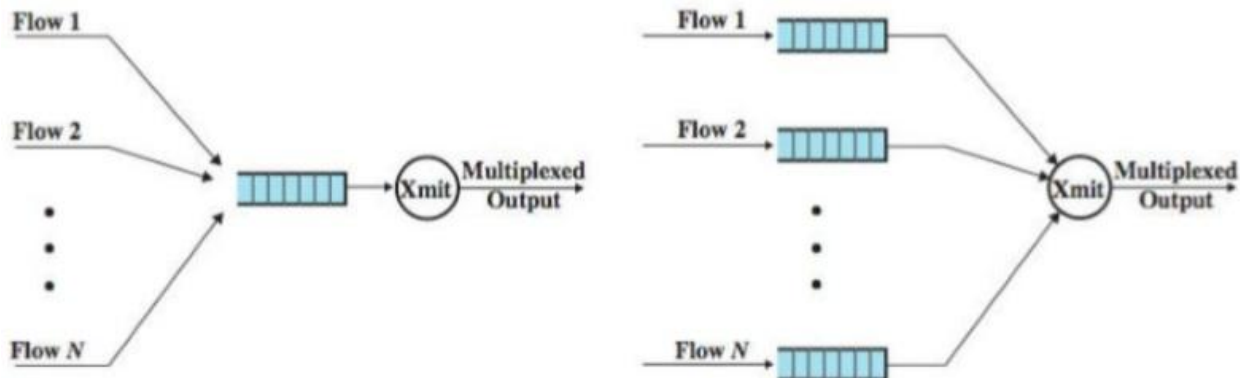 Flow 1
Flow 2
Flow N
Xmit
Multiplexed
Output
Flow 1
Flow 2
Flow N
Xmit
Multiplexed
Output